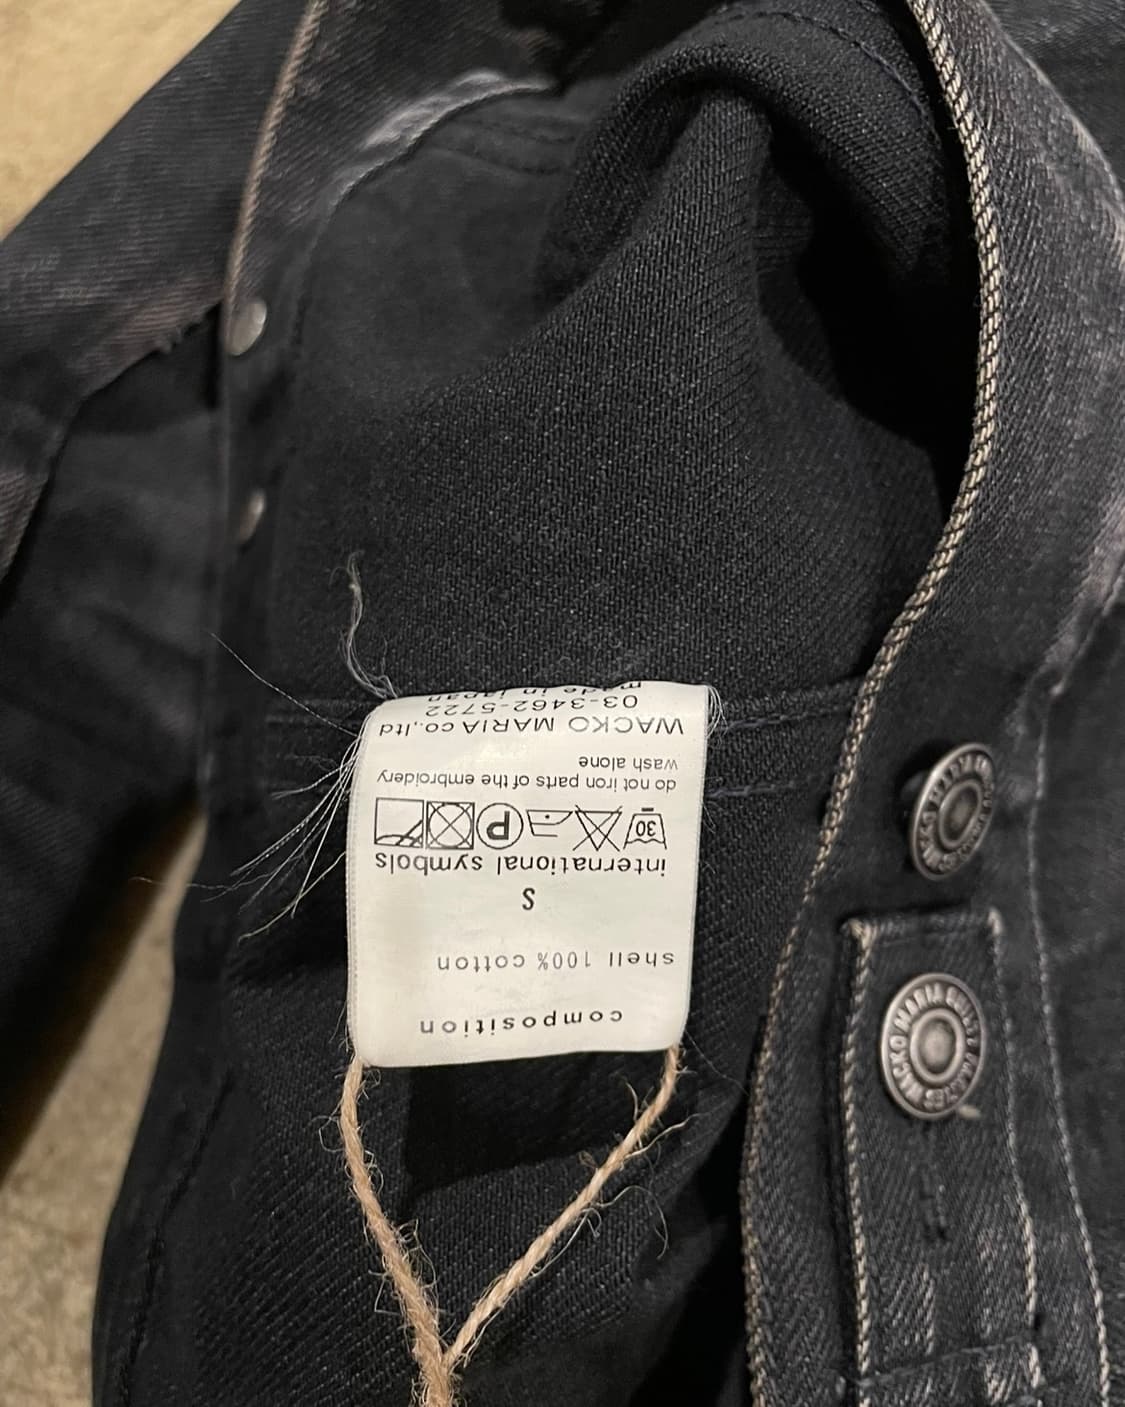 composition
shell 100% cotton
S
international symbols
30
P
do not iron parts of the embroidery
wash alone
WACKO MARIA co.,ltd
03-3462-5722
made in japan
WACKO MARIA